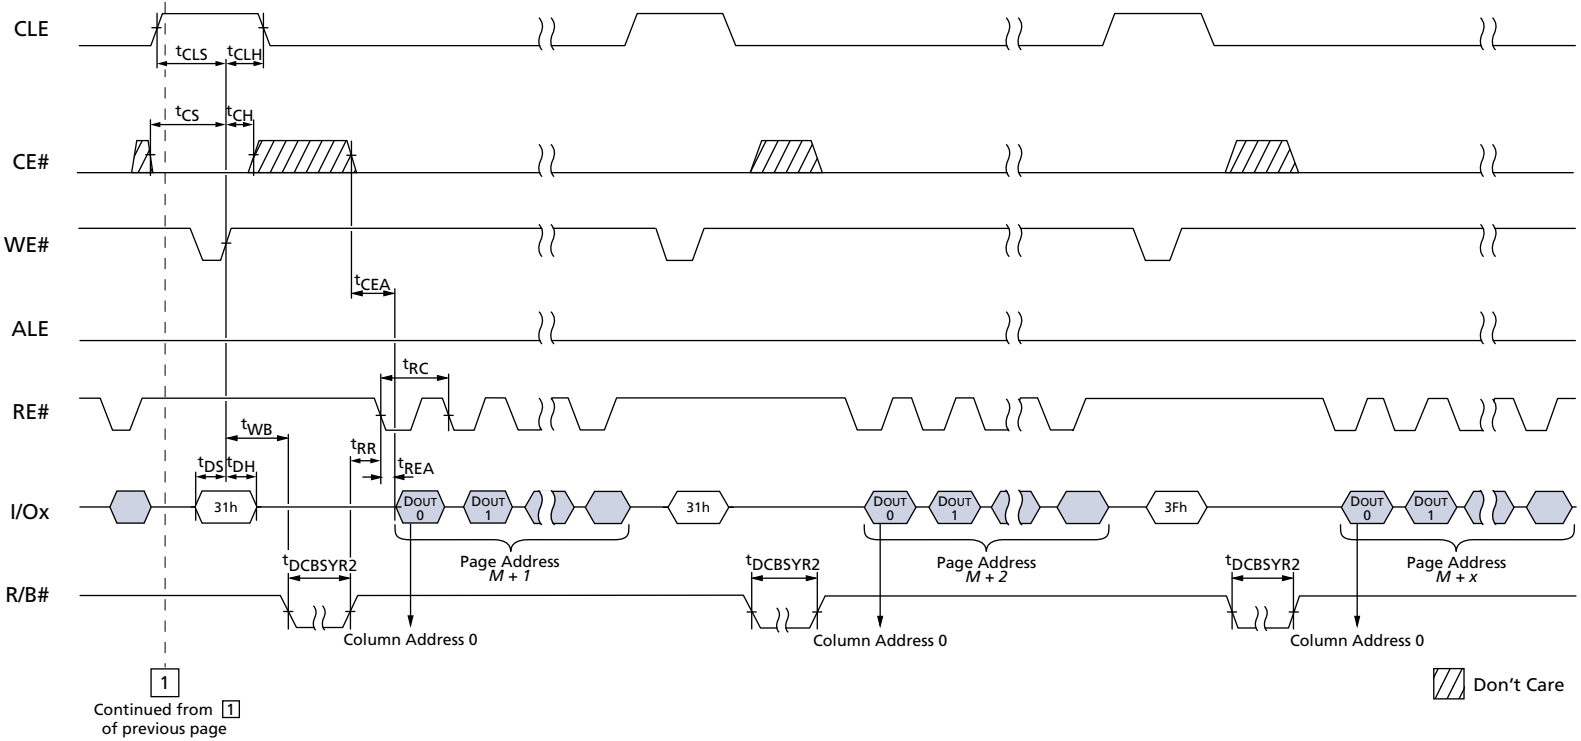 CLE
tCLS tCLH
tCS tCH
CE#
WE#
tCEA
ALE
tRC
RE#
tWB
tRR
tREA
tDS tDH
I/Ox
31h
DOUT 0
DOUT 1
31h
DOUT 0
DOUT 1
3Fh
DOUT 0
DOUT 1
Page Address
M + 1
Page Address
M + 2
Page Address
M + x
tDCBSYR2
tDCBSYR2
tDCBSYR2
R/B#
Column Address 0
Column Address 0
Column Address 0
1
Continued from 1
of previous page
Don't Care